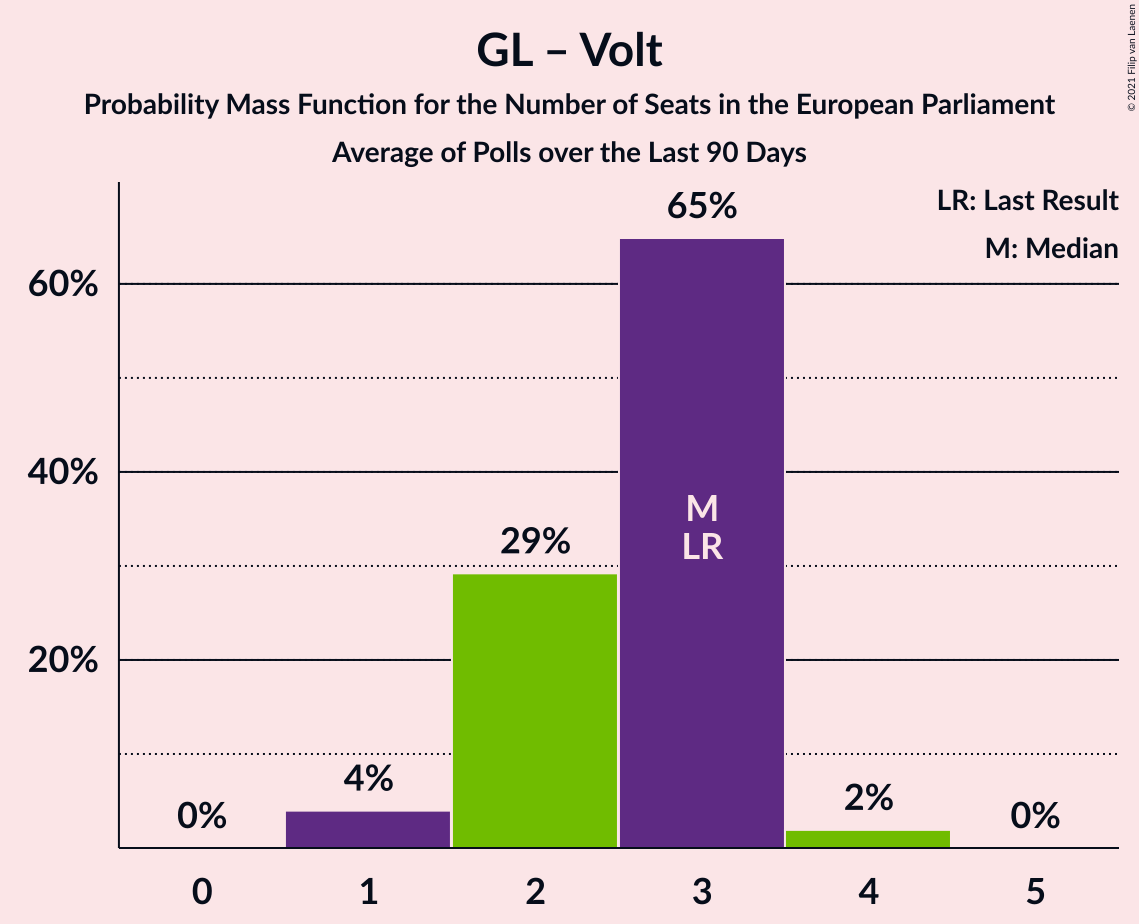 GL – Volt
Probability Mass Function for the Number of Seats in the European Parliament
Average of Polls over the Last 90 Days
© 2021 Filip van Laenen
LR: Last Result
M: Median
65%
60%
40%
M
LR
29%
20%
4%
2%
0%
0%
0 1 2 3 4 5